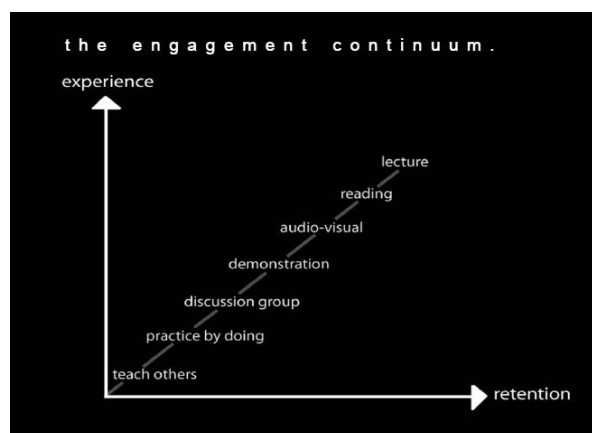 the engagement continuum.
experience
lecture
reading
audio-visual
demonstration
discussion group
practice by doing
teach others
retention